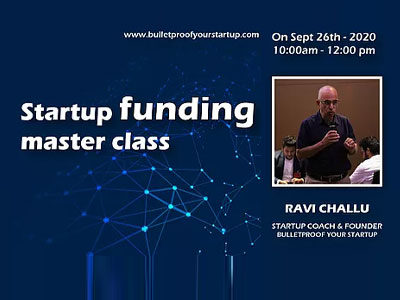 www.bulletproofyourstartup.com
On Sept 26th - 2020
10:00am - 12:00 pm
Startup funding
master class
RAVI CHALLU
STARTUP COACH & FOUNDER
BULLETPROOF YOUR STARTUP